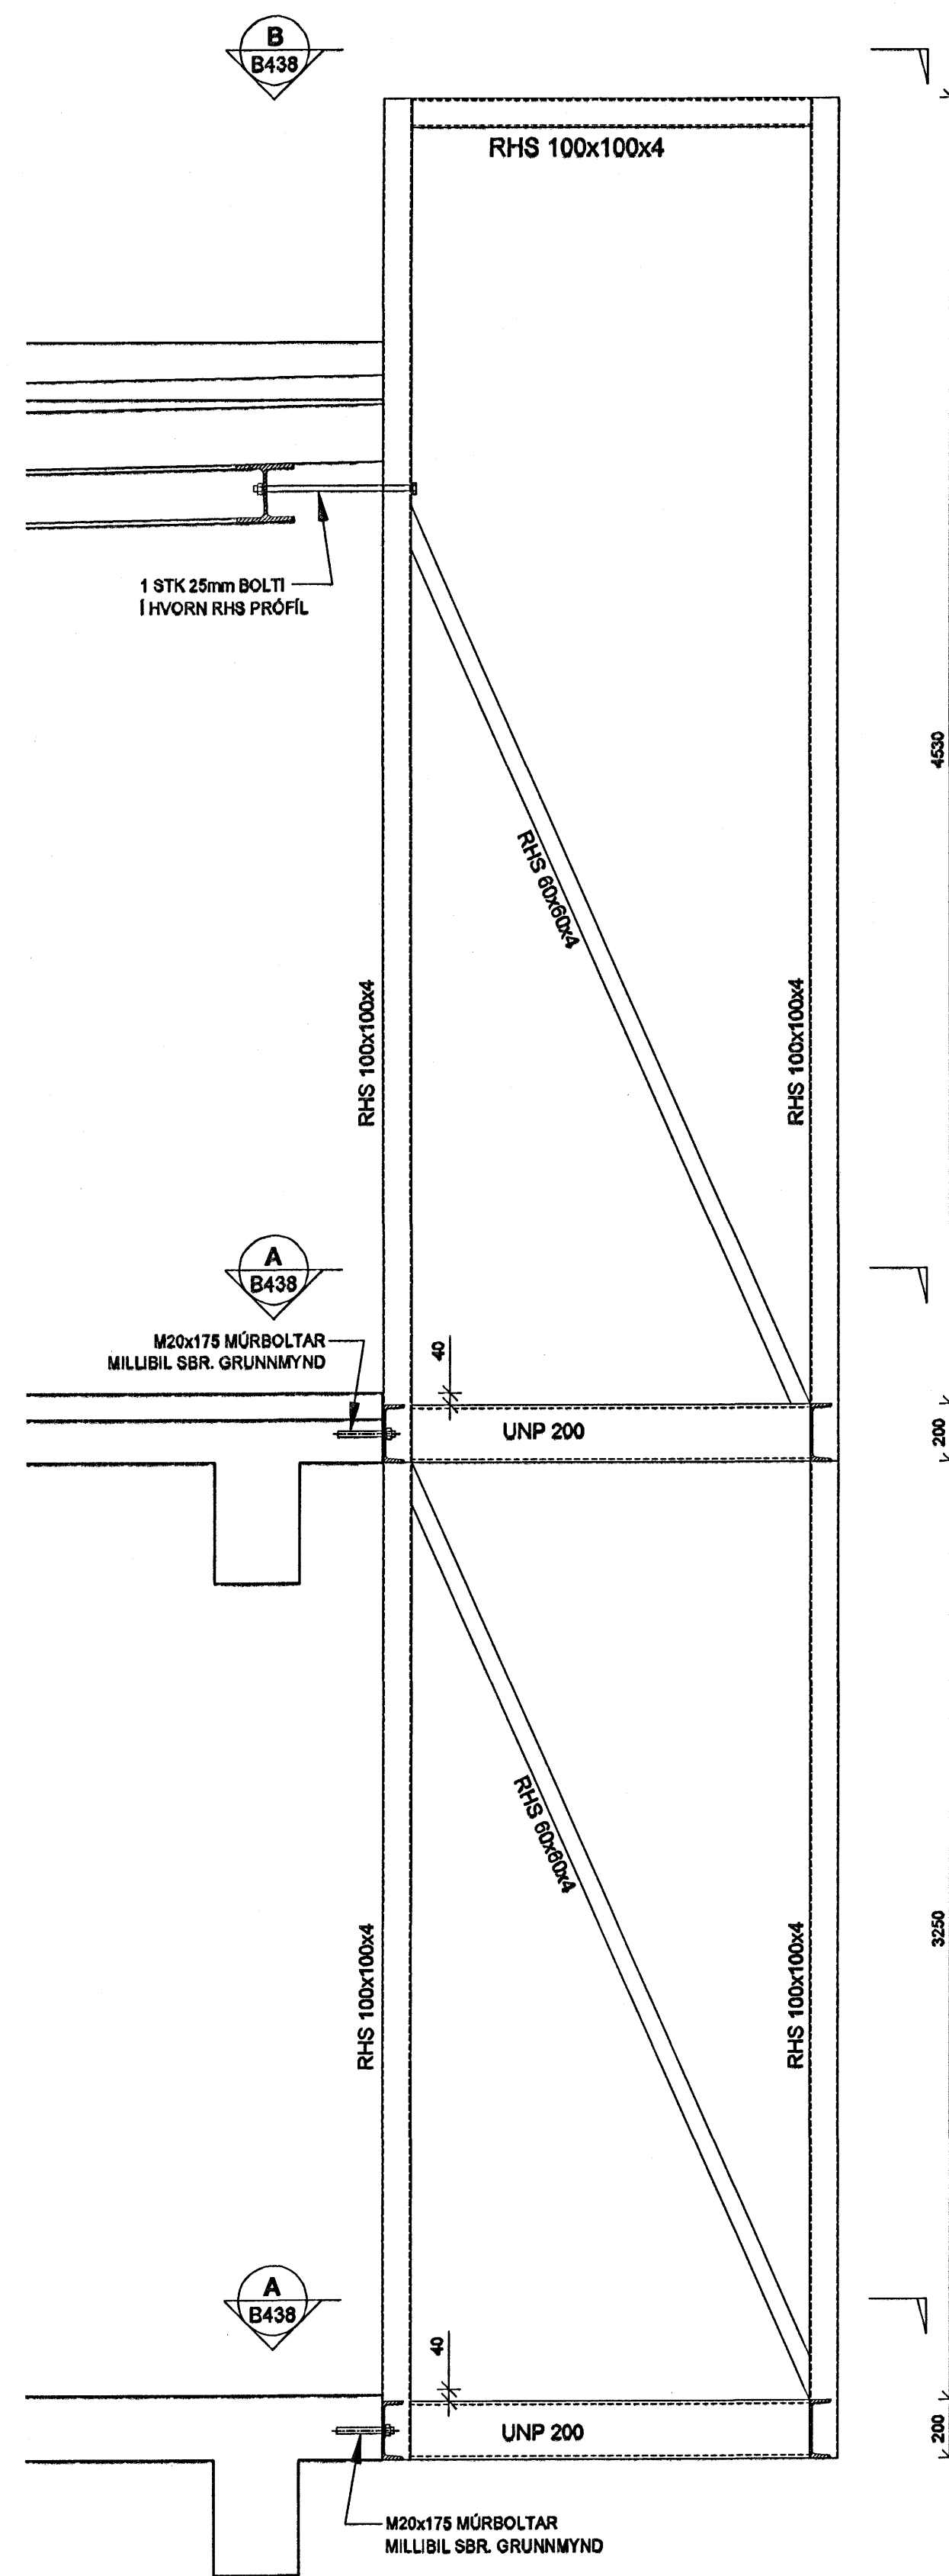 B
B438
RHS 100x100x4
1 STK 25mm BOLTI
Í HVORN RHS PRÓFÍL
4530
RHS 60x60x4
RHS 100x100x4
RHS 100x100x4
A
B438
M20x175 MÚRBOLTAR
MILLIBIL SBR. GRUNNMYND
40
UNP 200
200
RHS 60x60x4
RHS 100x100x4
RHS 100x100x4
3250
A
B438
40
UNP 200
200
M20x175 MÚRBOLTAR
MILLIBIL SBR. GRUNNMYND